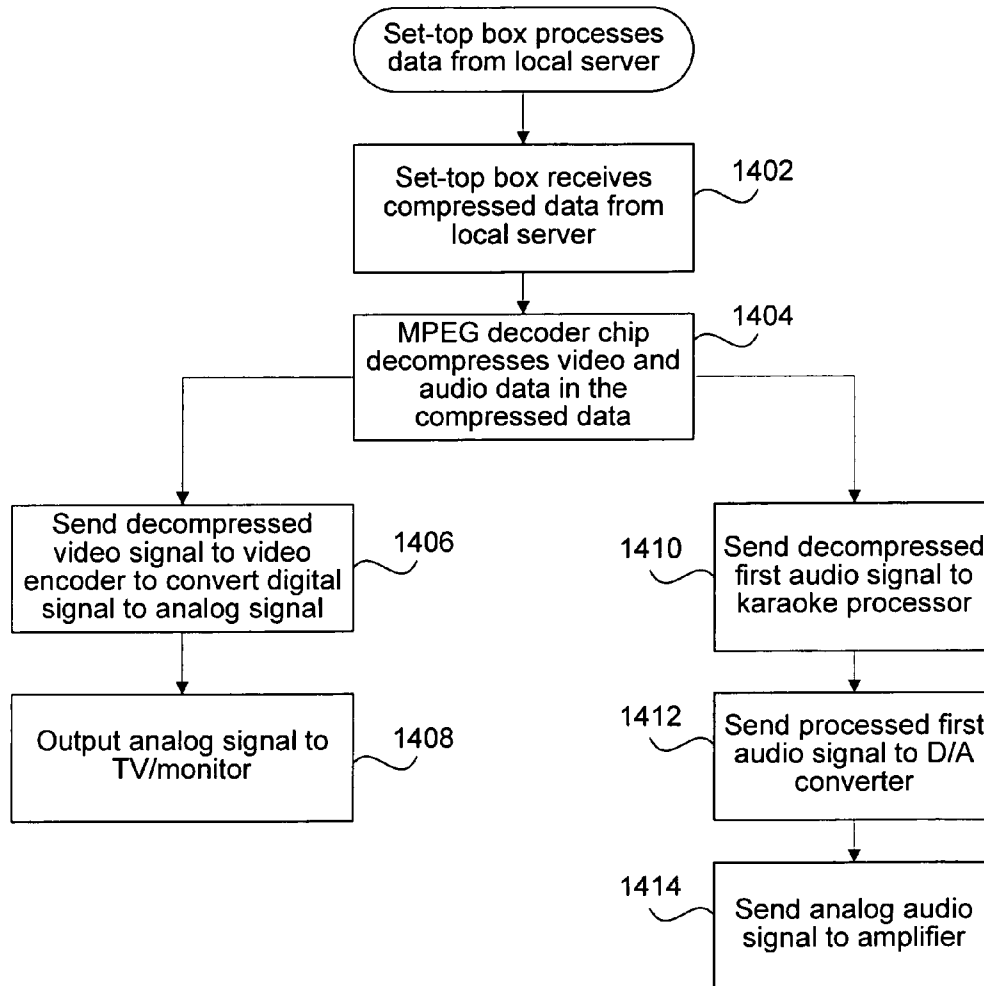 Set-top box processes
data from local server
1402
Set-top box receives
compressed data from
local server
1404
MPEG decoder chip
decompresses video and
audio data in the
compressed data
Send decompressed
video signal to video
encoder to convert digital
signal to analog signal
1406
1410
Send decompressed
first audio signal to
karaoke processor
Output analog signal to
TV/monitor
1408
1412
Send processed first
audio signal to D/A
converter
1414
Send analog audio
signal to amplifier